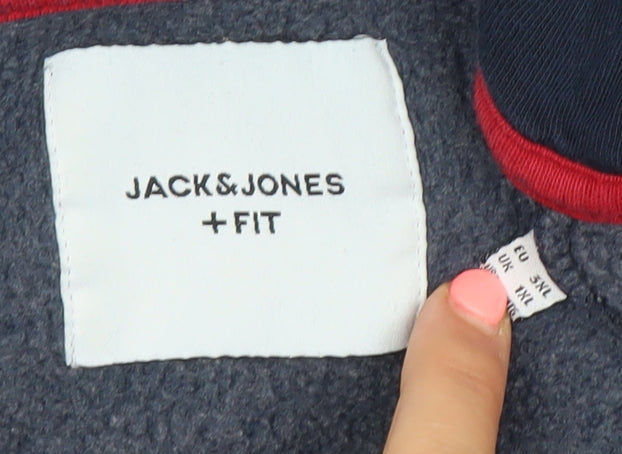 JACK&JONES
+FIT
EU 3XL
UK 1XL